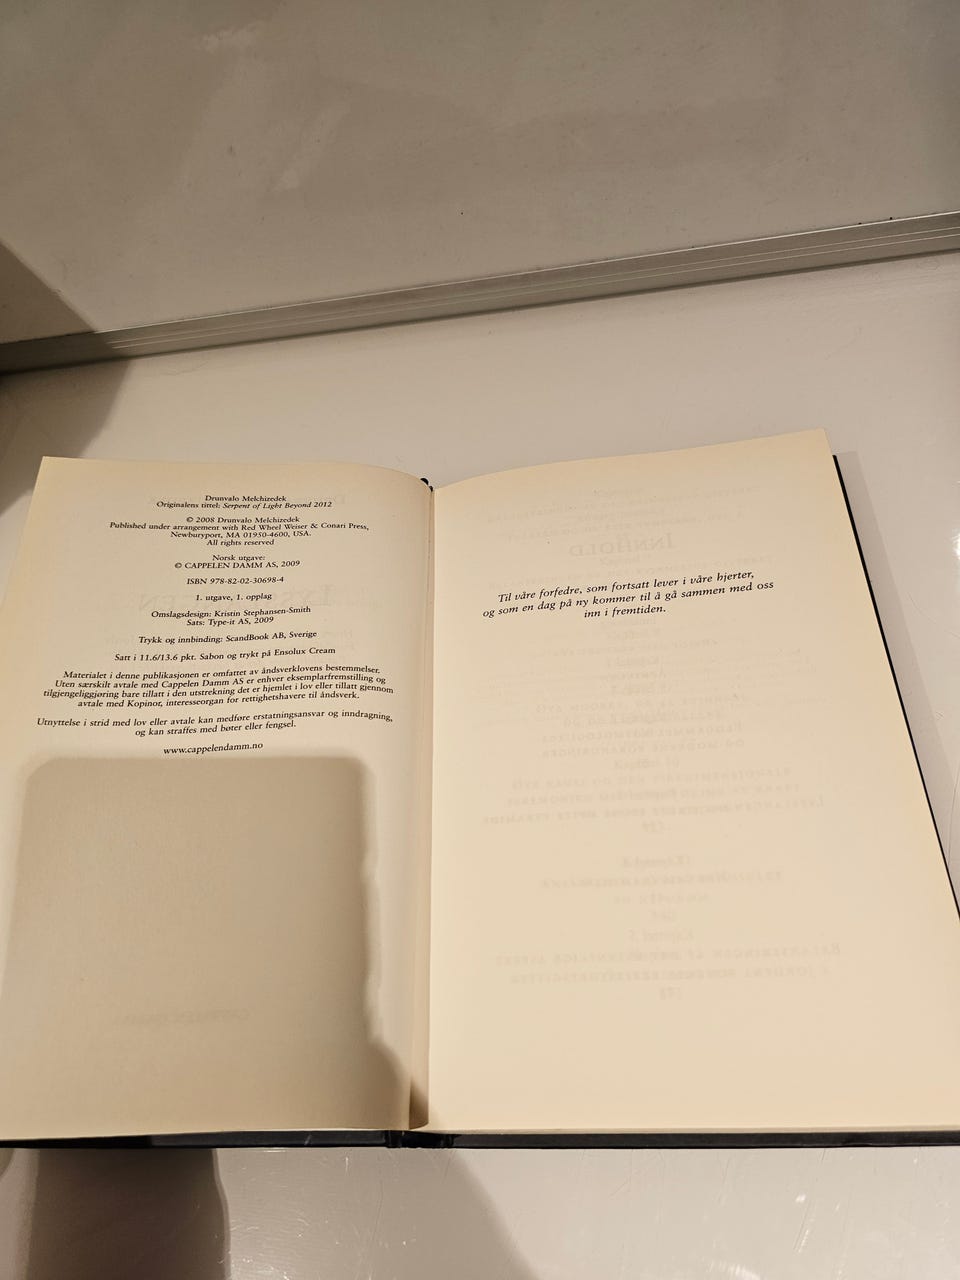 Drunvalo Melchizedek
Originalens tittel: Serpent of Light Beyond 2012
© 2008 Drunvalo Melchizedek
Published under arrangement with Red Wheel Weiser & Conari Press,
Newburyport, MA 01950-4600, USA.
All rights reserved
Norsk utgave:
© CAPPELEN DAMM AS, 2009
ISBN 978-82-02-30698-4
1. utgave, 1. opplag
Omslagsdesign: Kristin Stephansen-Smith
Sats: Type-it AS, 2009
Trykk og innbinding: ScandBook AB, Sverige
Satt i 11.6/13.6 pkt. Sabon og trykt på Ensolux Cream
Materialet i denne publikasjonen er omfattet av åndsverklovens bestemmelser.
Uten særskilt avtale med Cappelen Damm AS er enhver eksemplarfremstilling og
tilgjengeliggjøring bare tillatt i den utstrekning det er hjemlet i lov eller tillatt gjennom
avtale med Kopinor, interesseorgan for rettighetshavere til åndsverk.
Utnyttelse i strid med lov eller avtale kan medføre erstatningsansvar og inndragning,
og kan straffes med bøter eller fengsel.
www.cappelendamm.no
Til våre forfedre, som fortsatt lever i våre hjerter,
og som en dag på ny kommer til å gå sammen med oss
inn i fremtiden.